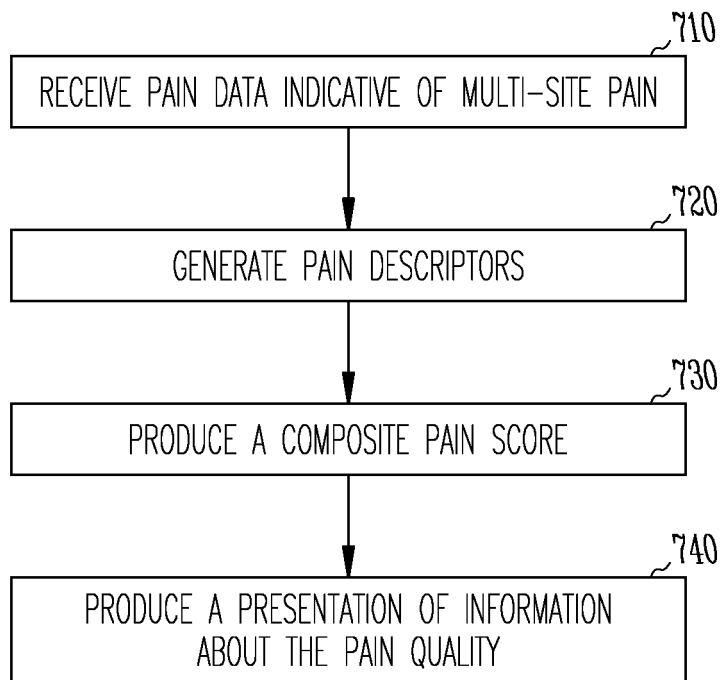 710
RECEIVE PAIN DATA INDICATIVE OF MULTI-SITE PAIN
720
GENERATE PAIN DESCRIPTORS
730
PRODUCE A COMPOSITE PAIN SCORE
740
PRODUCE A PRESENTATION OF INFORMATION
ABOUT THE PAIN QUALITY